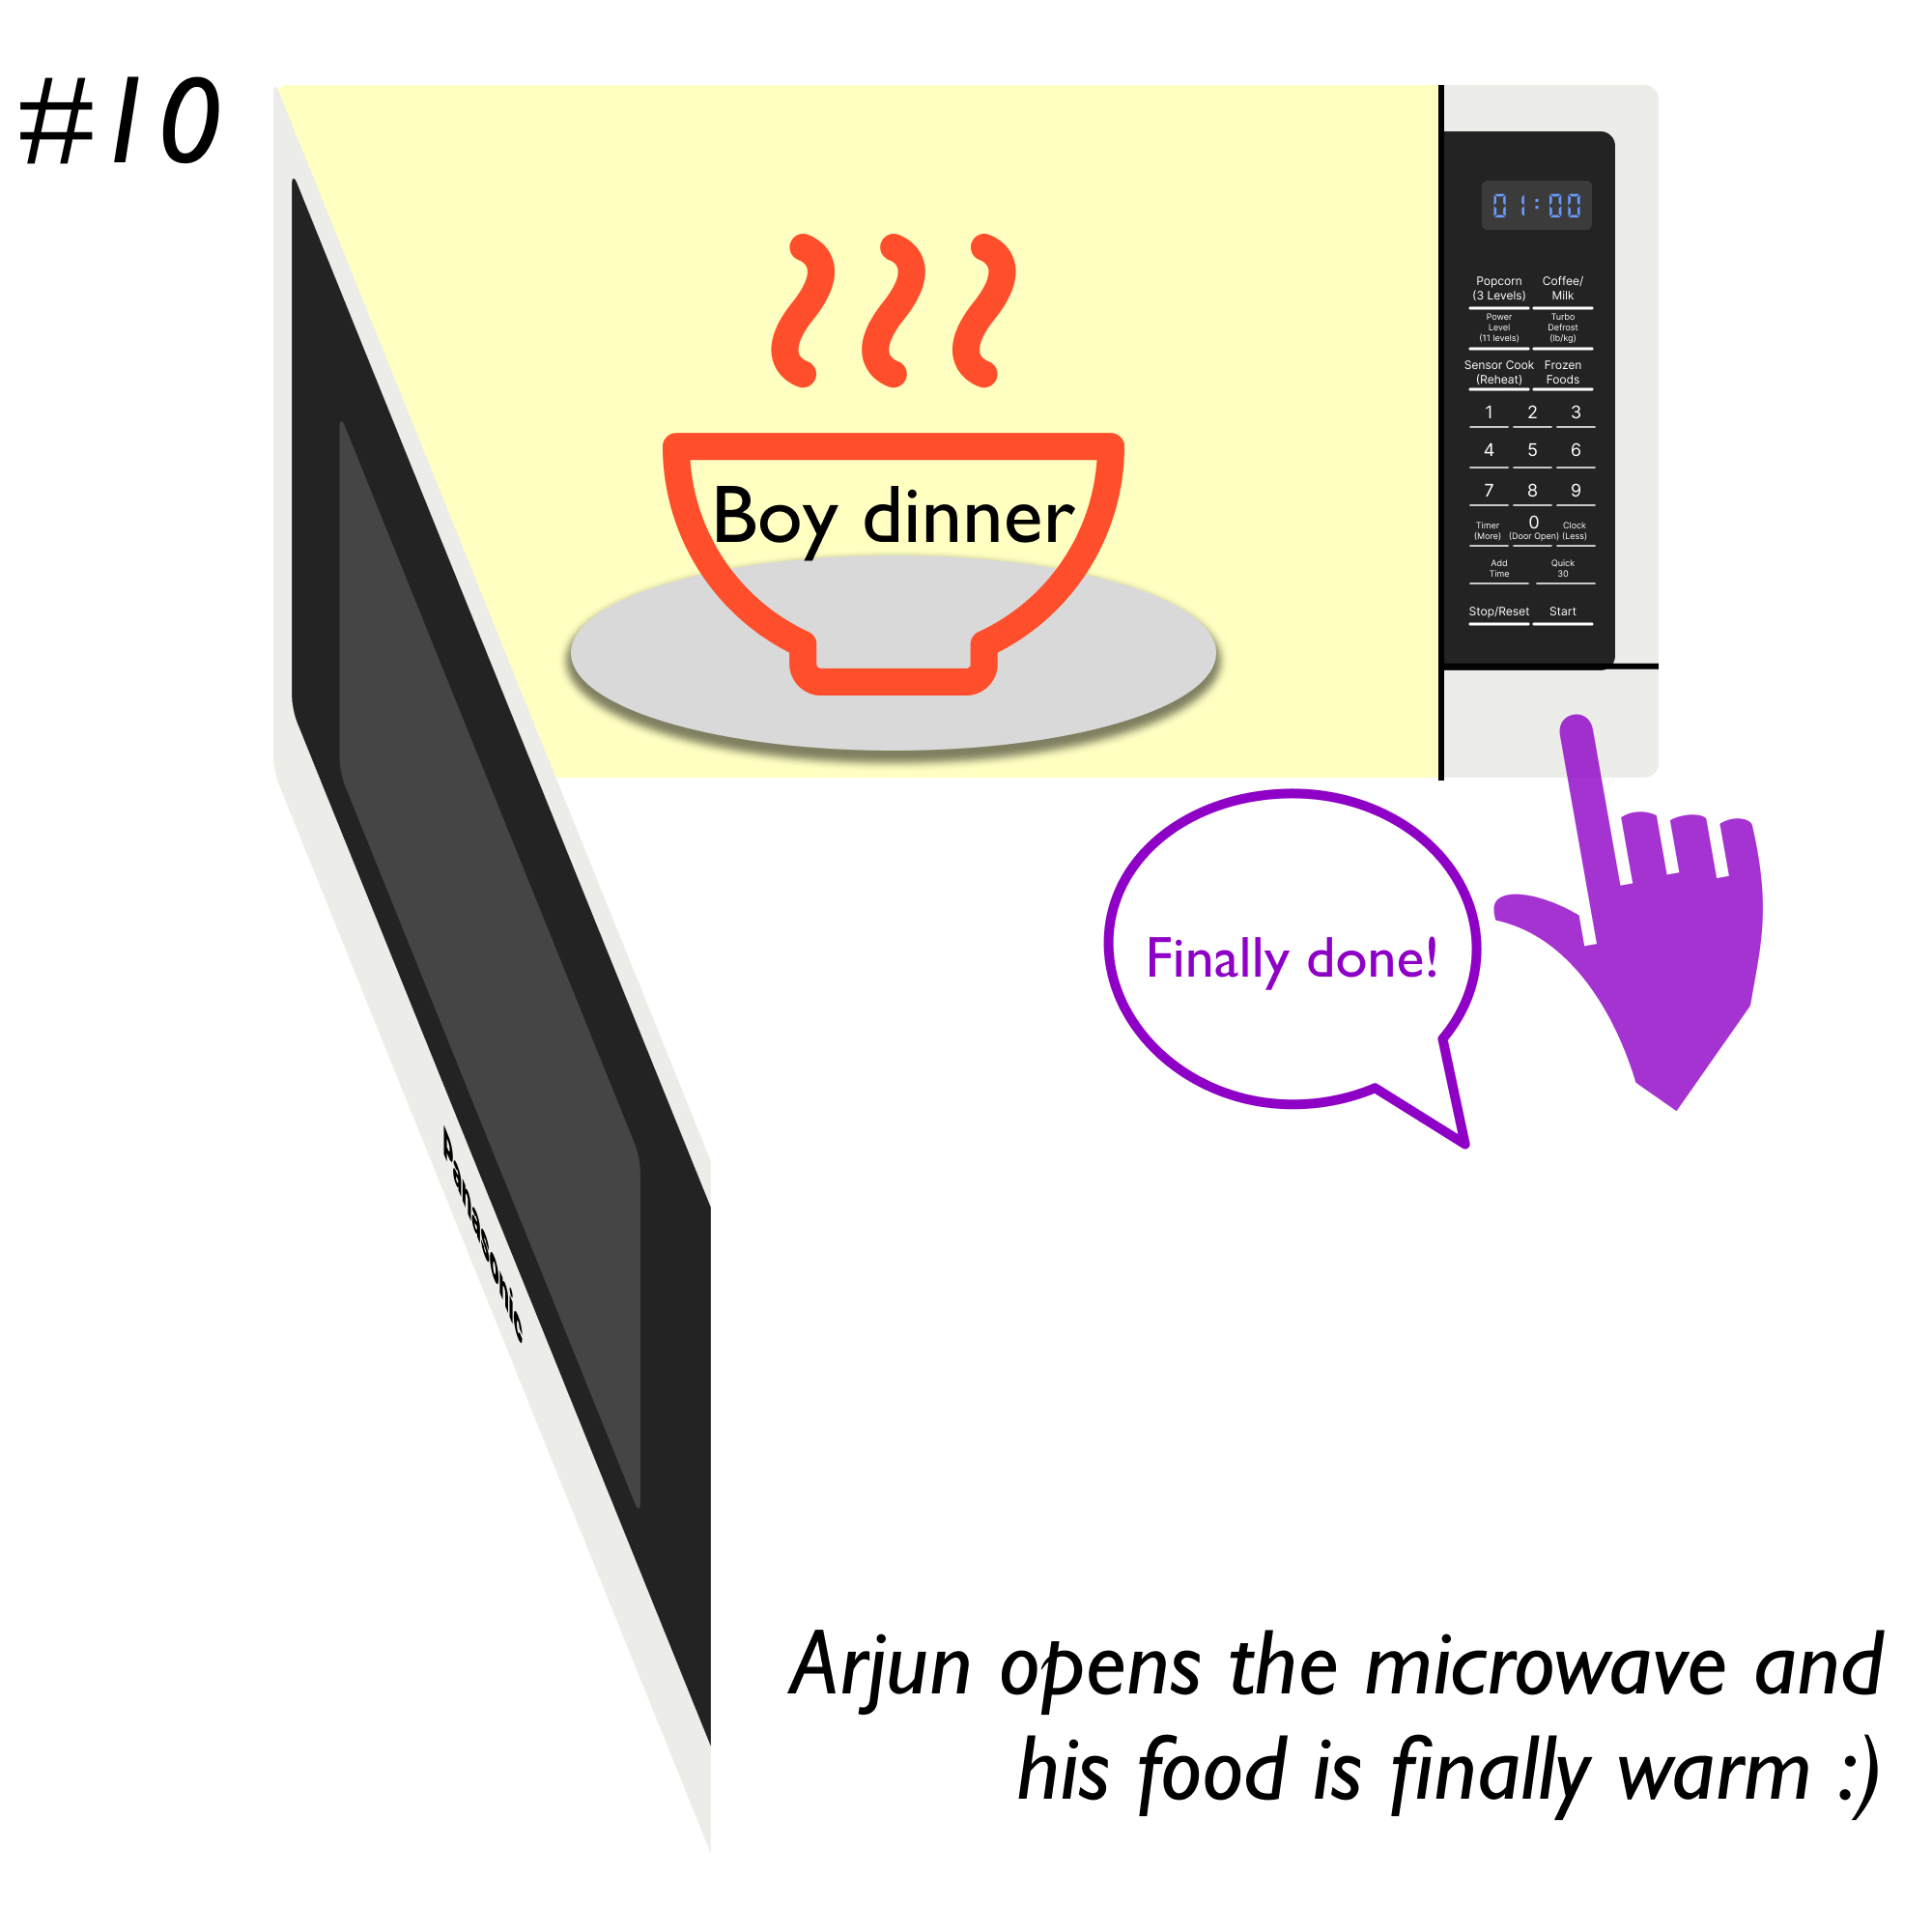 #10
01:00
Popcorn
(3 Levels)
Coffee/
Milk
Power
Level
(11 levels)
Turbo
Defrost
(lb/kg)
Sensor Cook
(Reheat)
Frozen
Foods
1 2 3
4 5 6
7 8 9
Timer
(More)
0
(Door Open)
Clock
(Less)
Add
Time
Quick
30
Stop/Reset
Start
Boy dinner
Finally done!
Arjun opens the microwave and
his food is finally warm :)